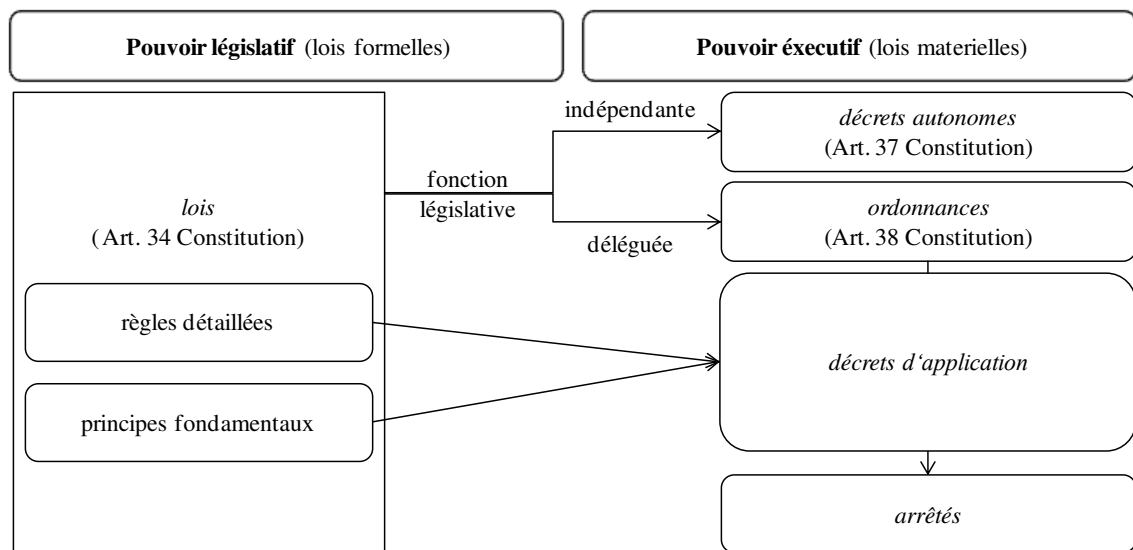 Pouvoir législatif (lois formelles)
Pouvoir éxecutif (lois materielles)
lois
( Art. 34 Constitution)
règles détaillées
principes fondamentaux
fonction
législative
indépendante
déléguée
décrets autonomes
(Art. 37 Constitution)
ordonnances
(Art. 38 Constitution)
décrets d‘application
arrêtés